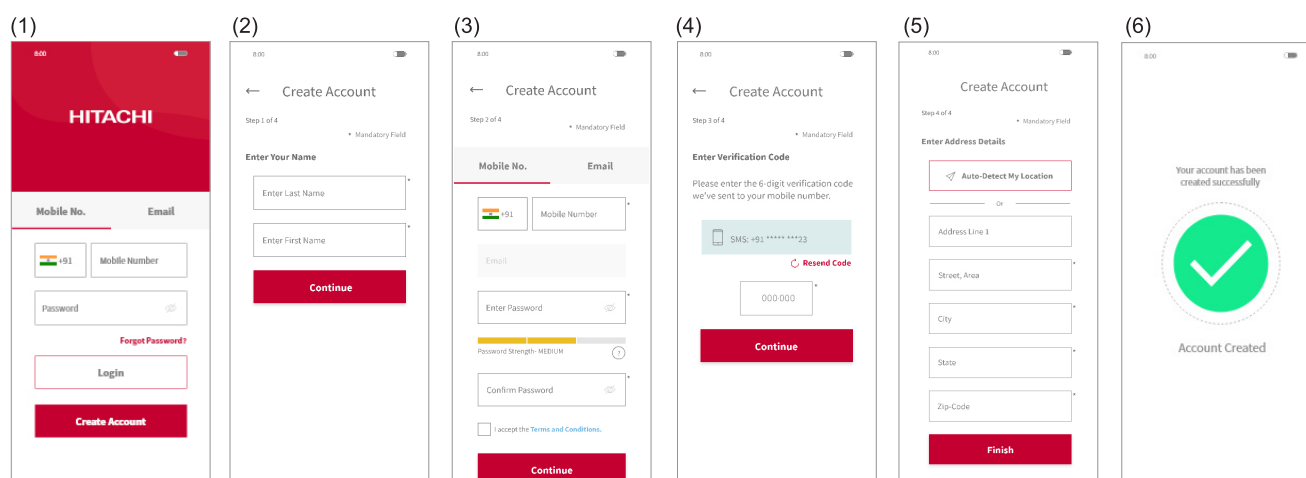 (1)
8:00
HITACHI
Mobile No. Email
+91 Mobile Number
Password
Forgot Password?
Login
Create Account
(2)
8:00
← Create Account
Step 1 of 4
* Mandatory Field
Enter Your Name
Enter Last Name *
Enter First Name *
Continue
(3)
8:00
← Create Account
Step 2 of 4
* Mandatory Field
Mobile No. Email
+91 Mobile Number *
Email
Enter Password *
Password Strength- MEDIUM ?
Confirm Password *
I accept the Terms and Conditions.
Continue
(4)
8:00
← Create Account
Step 3 of 4
* Mandatory Field
Enter Verification Code
Please enter the 6-digit verification code
we've sent to your mobile number.
SMS: +91 ***** ***23
Resend Code
000-000 *
Continue
(5)
8:00
Create Account
Step 4 of 4
* Mandatory Field
Enter Address Details
Auto-Detect My Location
Or
Address Line 1
Street, Area *
City *
State *
Zip-Code *
Finish
(6)
8:00
Your account has been
created successfully
Account Created